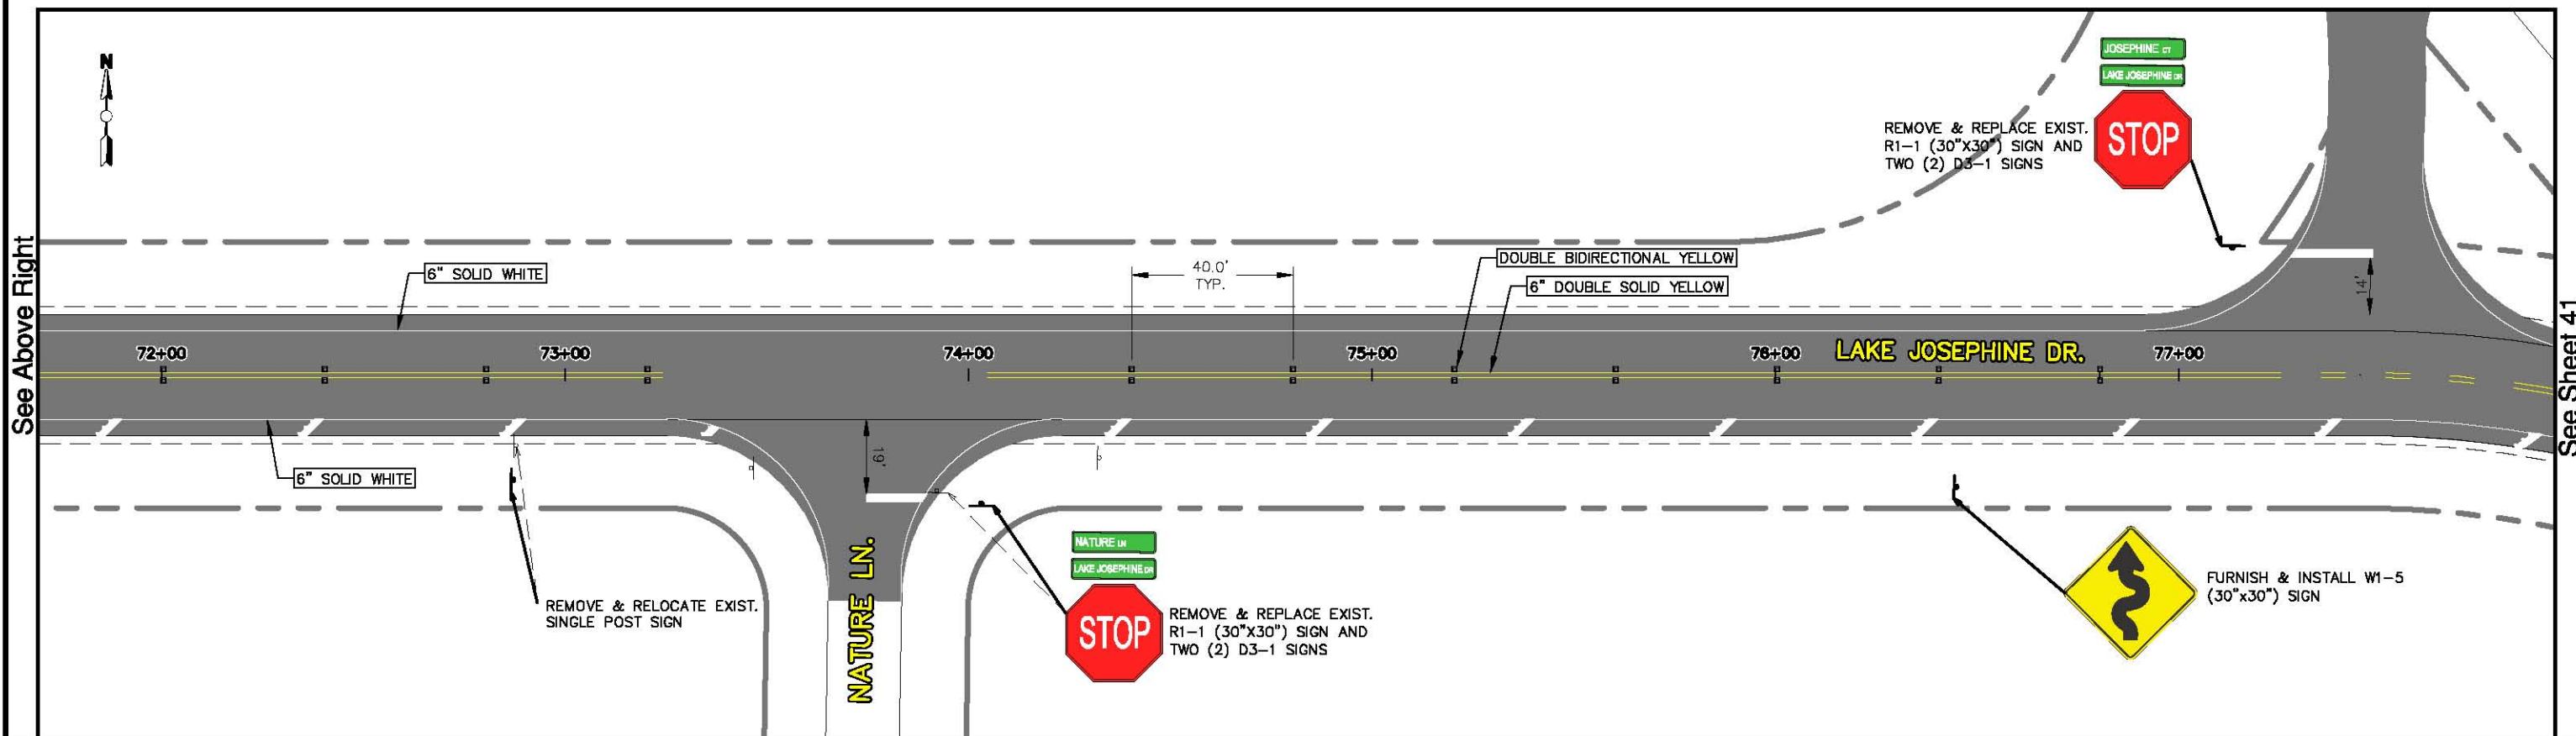 N
See Above Right
6" SOLID WHITE
72+00
73+00
74+00
75+00
76+00
77+00
40.0'
TYP.
DOUBLE BIDIRECTIONAL YELLOW
6" DOUBLE SOLID YELLOW
LAKE JOSEPHINE DR.
JOSEPHINE CT
LAKE JOSEPHINE DR
STOP
REMOVE & REPLACE EXIST.
R1-1 (30"X30") SIGN AND
TWO (2) D3-1 SIGNS
14'
See Sheet 41
6" SOLID WHITE
19'
REMOVE & RELOCATE EXIST.
SINGLE POST SIGN
NATURE LN.
NATURE LN
LAKE JOSEPHINE DR
STOP
REMOVE & REPLACE EXIST.
R1-1 (30"X30") SIGN AND
TWO (2) D3-1 SIGNS
FURNISH & INSTALL W1-5
(30"x30") SIGN